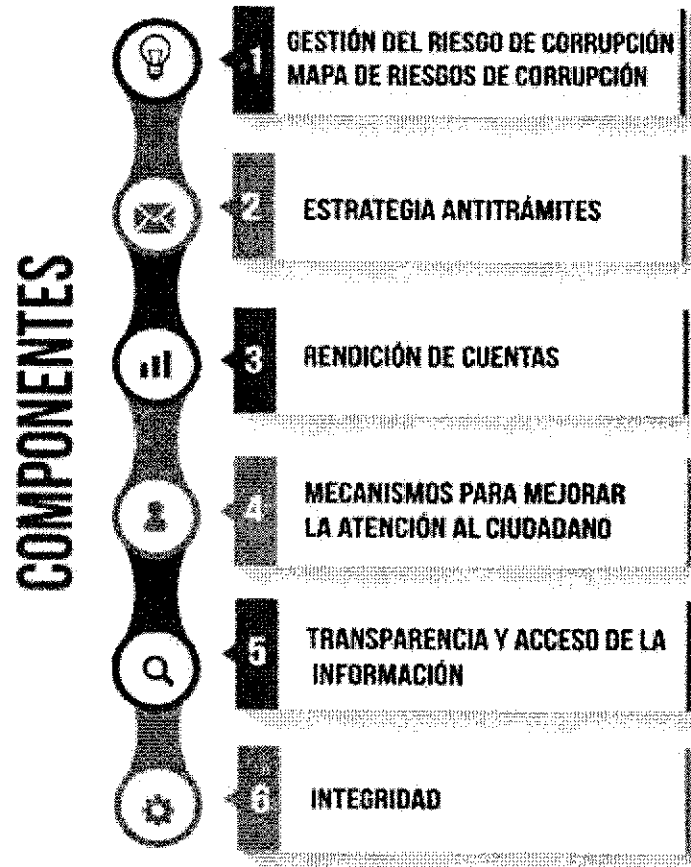 COMPONENTES
1
GESTIÓN DEL RIESGO DE CORRUPCIÓN
MAPA DE RIESGOS DE CORRUPCIÓN
2
ESTRATEGIA ANTITRÁMITES
3
RENDICIÓN DE CUENTAS
4
MECANISMOS PARA MEJORAR
LA ATENCIÓN AL CIUDADANO
5
TRANSPARENCIA Y ACCESO DE LA
INFORMACIÓN
6
INTEGRIDAD